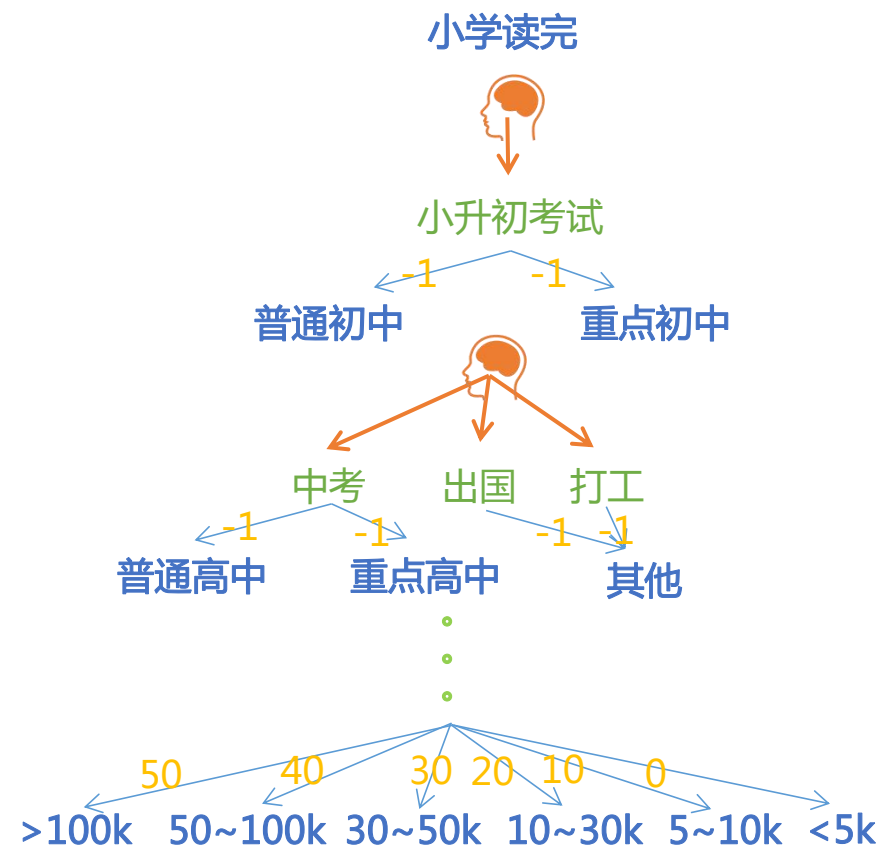 小学读完
小升初考试
-1 -1
普通初中 重点初中
中考 出国 打工
-1 -1 -1 -1
普通高中 重点高中 其他
50 40 30 20 10 0
>100k 50~100k 30~50k 10~30k 5~10k <5k